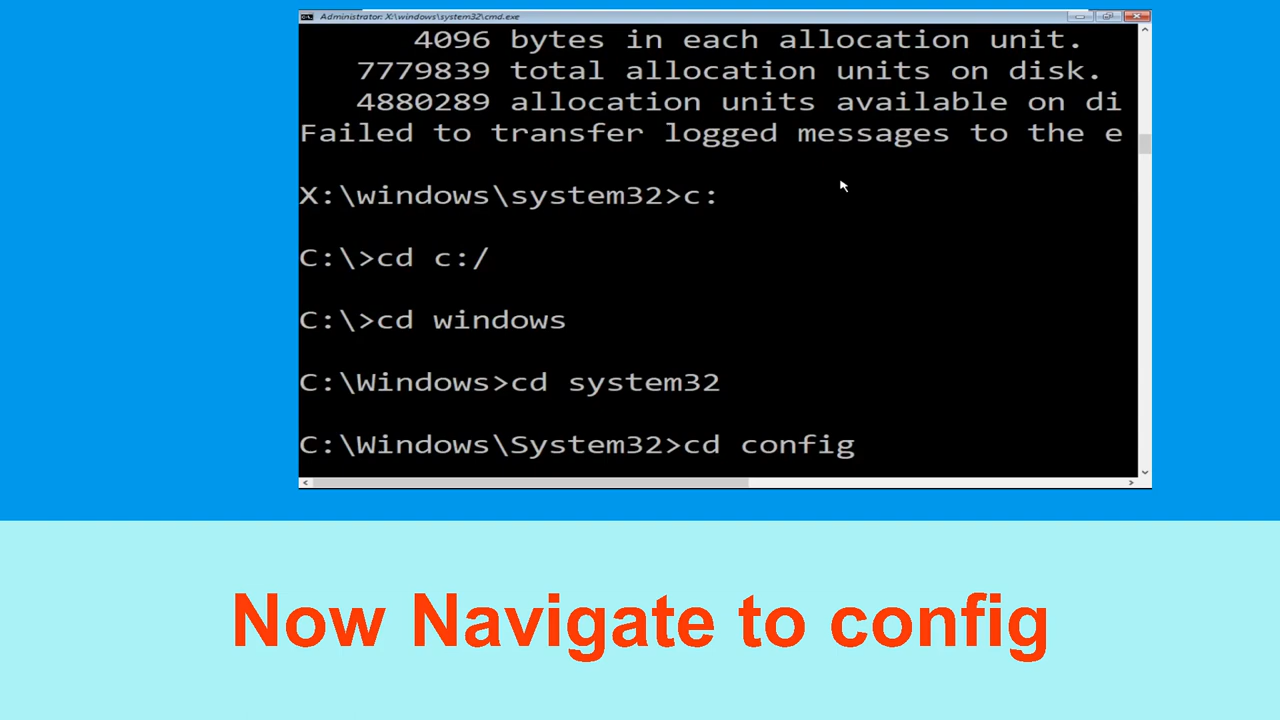 Administrator: X:\windows\system32\cmd.exe
4096 bytes in each allocation unit.
7779839 total allocation units on disk.
4880289 allocation units available on di
Failed to transfer logged messages to the e
X:\windows\system32>c:
C:\>cd c:/
C:\>cd windows
C:\Windows>cd system32
C:\Windows\System32>cd config
Now Navigate to config